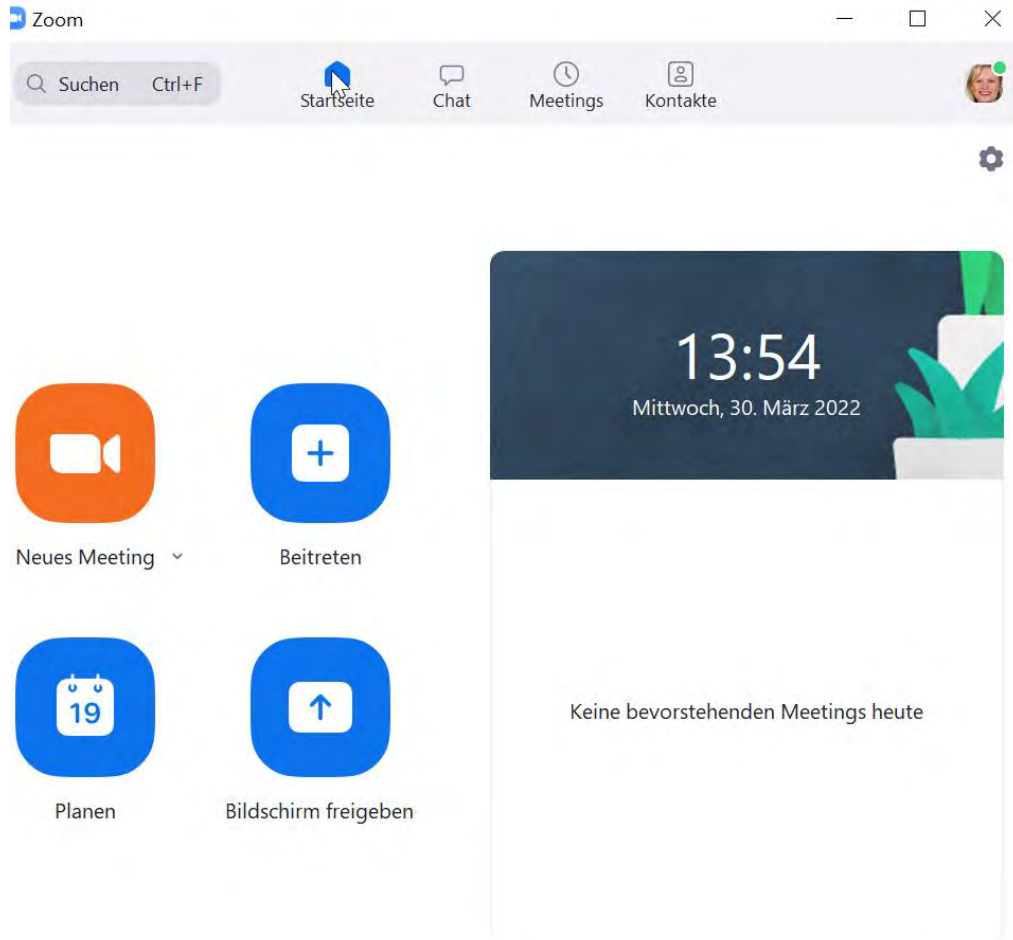 Zoom
Suchen Ctrl+F
Startseite
Chat
Meetings
Kontakte
13:54
Mittwoch, 30. März 2022
Neues Meeting
Beitreten
19
Planen
Bildschirm freigeben
Keine bevorstehenden Meetings heute